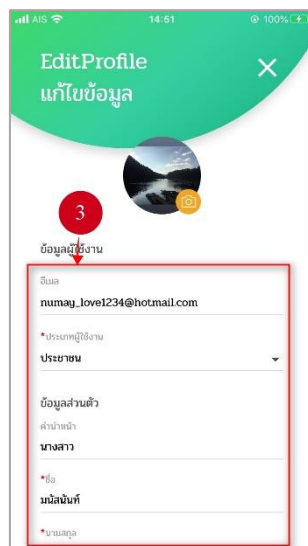 AIS 14:51 100%
EditProfile
แก้ไขข้อมูล
3
ข้อมูลผู้ใช้งาน
อีเมล
numay_love1234@hotmail.com
*ประเภทผู้ใช้งาน
ประชาชน
ข้อมูลส่วนตัว
คำนำหน้า
นางสาว
*ชื่อ
มนัสนันท์
*นามสกุล